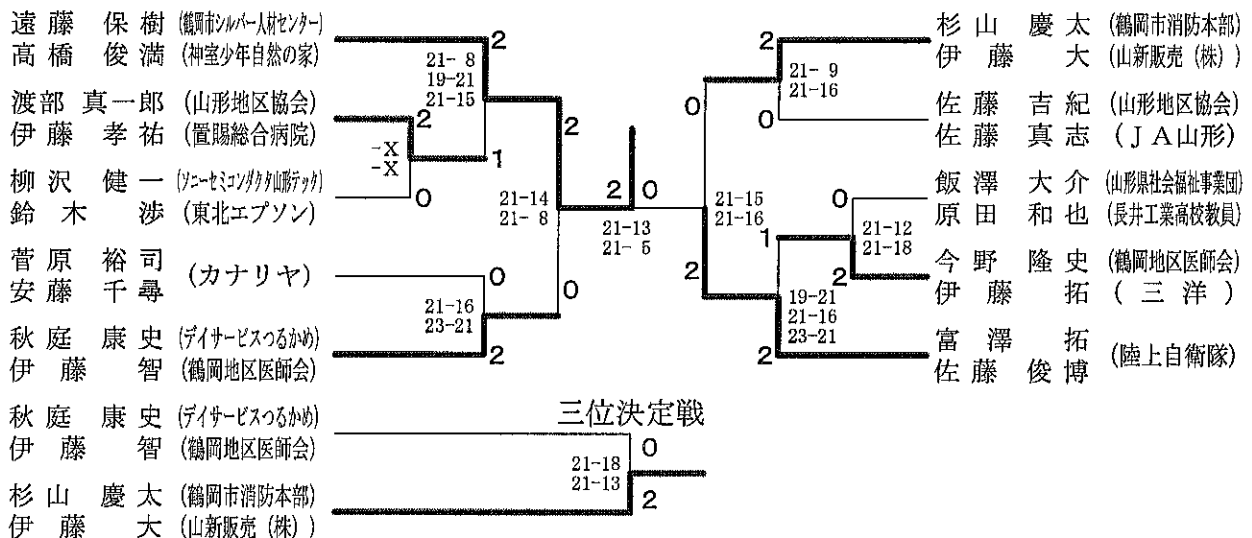 遠藤 保樹 (鶴岡市シルバー人材センター)
高橋 俊満 (神室少年自然の家)
2
21- 8
19-21
21-15
渡部 真一郎 (山形地区協会)
伊藤 孝祐 (置賜総合病院)
2
-X
-X
1
柳沢 健一 (ソニーセミコンダクタ山形テック)
鈴木 渉 (東北エプソン)
0
2
21-14
21- 8
菅原 裕司
安藤 千尋
(カナリヤ)
0
21-16
23-21
0
秋庭 康史 (デイサービスつるかめ)
伊藤 智 (鶴岡地区医師会)
2
2 0
21-13
21- 5
杉山 慶太 (鶴岡市消防本部)
伊藤 大 (山新販売(株))
2
21- 9
21-16
0
佐藤 吉紀 (山形地区協会)
佐藤 真志 (JA山形)
0
21-15
21-16
飯澤 大介 (山形県社会福祉事業団)
原田 和也 (長井工業高校教員)
0
21-12
21-18
1
今野 隆史 (鶴岡地区医師会)
伊藤 拓 (三洋)
2
2
19-21
21-16
23-21
富澤 拓
佐藤 俊博
(陸上自衛隊)
2
三位決定戦
秋庭 康史 (デイサービスつるかめ)
伊藤 智 (鶴岡地区医師会)
0
21-18
21-13
杉山 慶太 (鶴岡市消防本部)
伊藤 大 (山新販売(株))
2